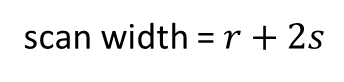 scan width = r + 2s